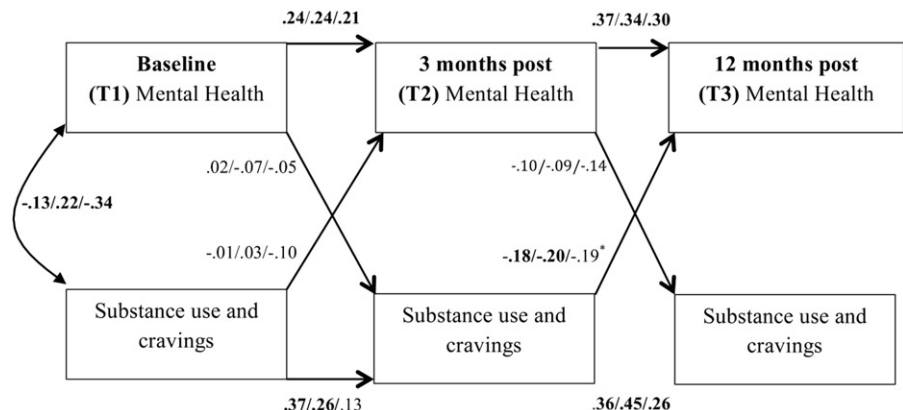 .24/.24/.21
.37/.34/.30
Baseline
(T1) Mental Health
3 months post
(T2) Mental Health
12 months post
(T3) Mental Health
.02/-.07/-.05
-.10/-.09/-.14
-.13/.22/-.34
-.01/.03/-.10
-.18/-.20/-.19*
Substance use and
cravings
Substance use and
cravings
Substance use and
cravings
.37/.26/.13
.36/.45/.26